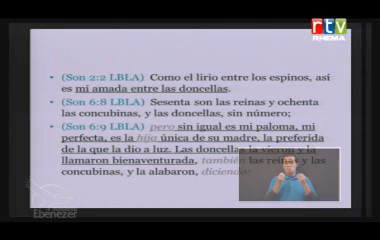 rtv
RHEMA
• (Son 2:2 LBLA) Como el lirio entre los espinos, así
es mi amada entre las doncellas.
• (Son 6:8 LBLA) Sesenta son las reinas y ochenta
las concubinas, y las doncellas, sin número;
• (Son 6:9 LBLA) pero sin igual es mi paloma, mi
perfecta, es la hija única de su madre, la preferida
de la que la dio a luz. Las doncellas la vieron y la
llamaron bienaventurada, también las reinas y las
concubinas, y la alabaron, diciendo:
Ebenezer